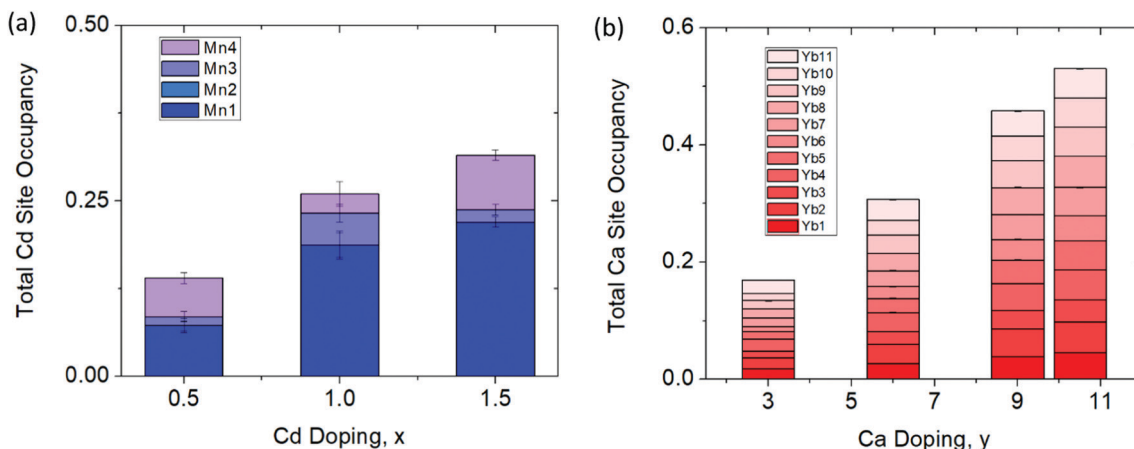 (a)
0.50
0.25
0.00
Total Cd Site Occupancy
Mn4
Mn3
Mn2
Mn1
0.5
1.0
1.5
Cd Doping, x
(b)
0.6
0.4
0.2
0.0
Total Ca Site Occupancy
Yb11
Yb10
Yb9
Yb8
Yb7
Yb6
Yb5
Yb4
Yb3
Yb2
Yb1
3
5
7
9
11
Ca Doping, y